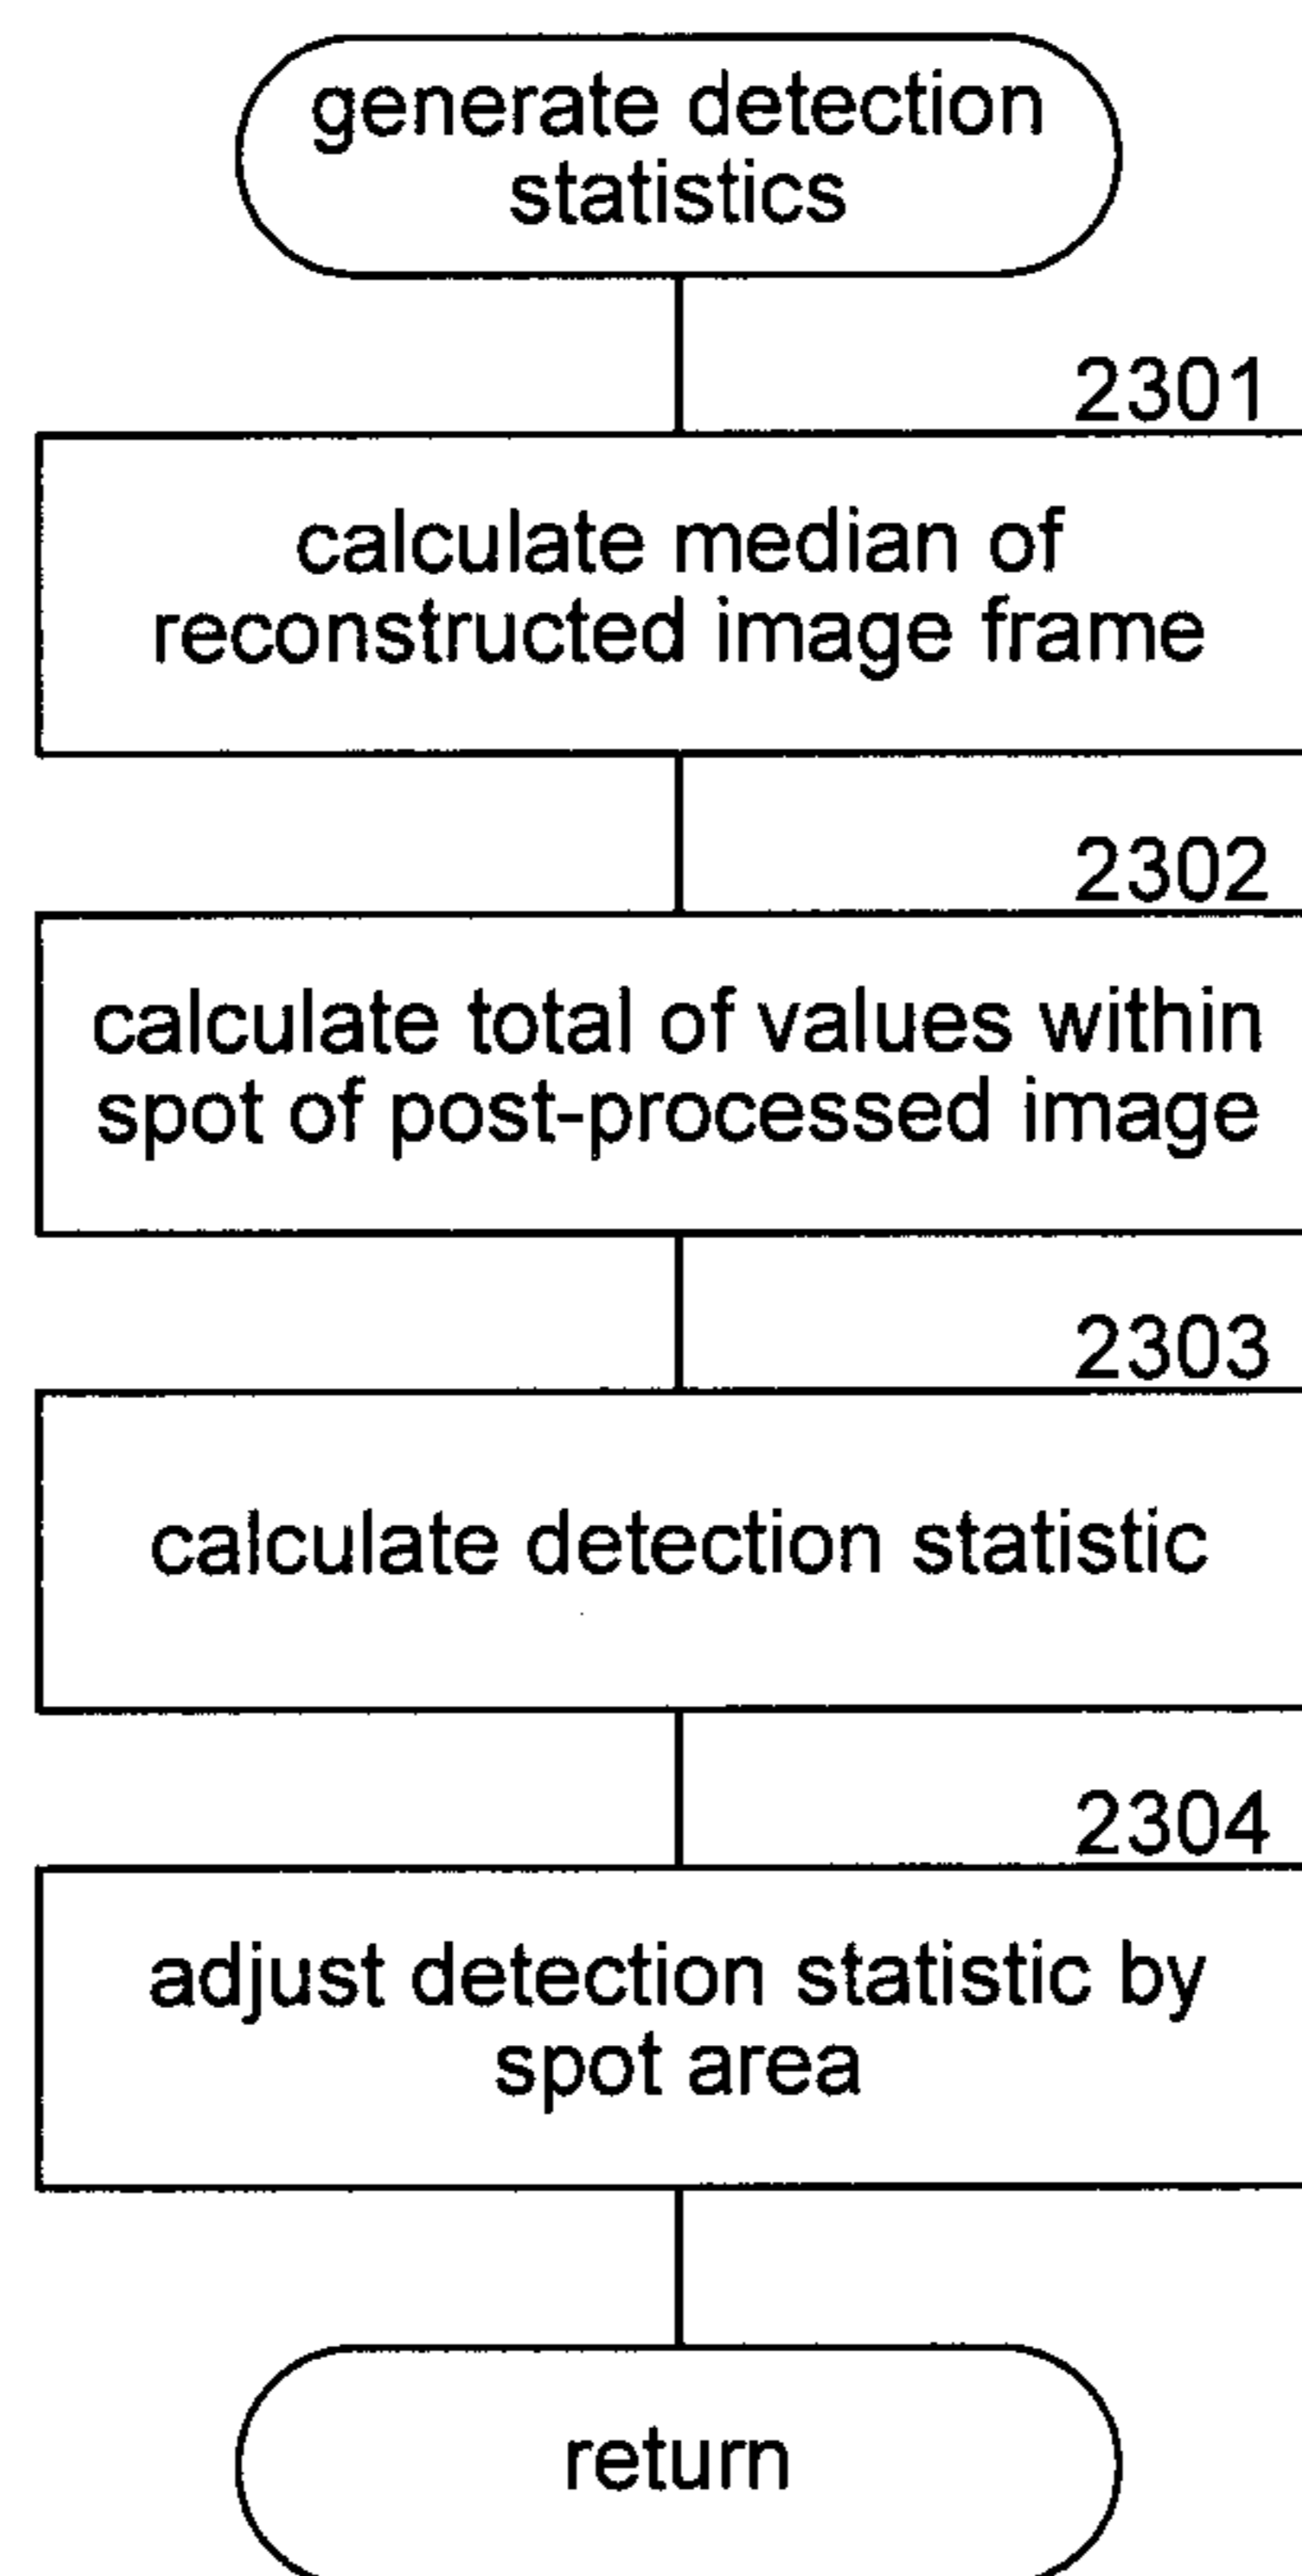 generate detection
statistics
2301
calculate median of
reconstructed image frame
2302
calculate total of values within
spot of post-processed image
2303
calculate detection statistic
2304
adjust detection statistic by
spot area
return